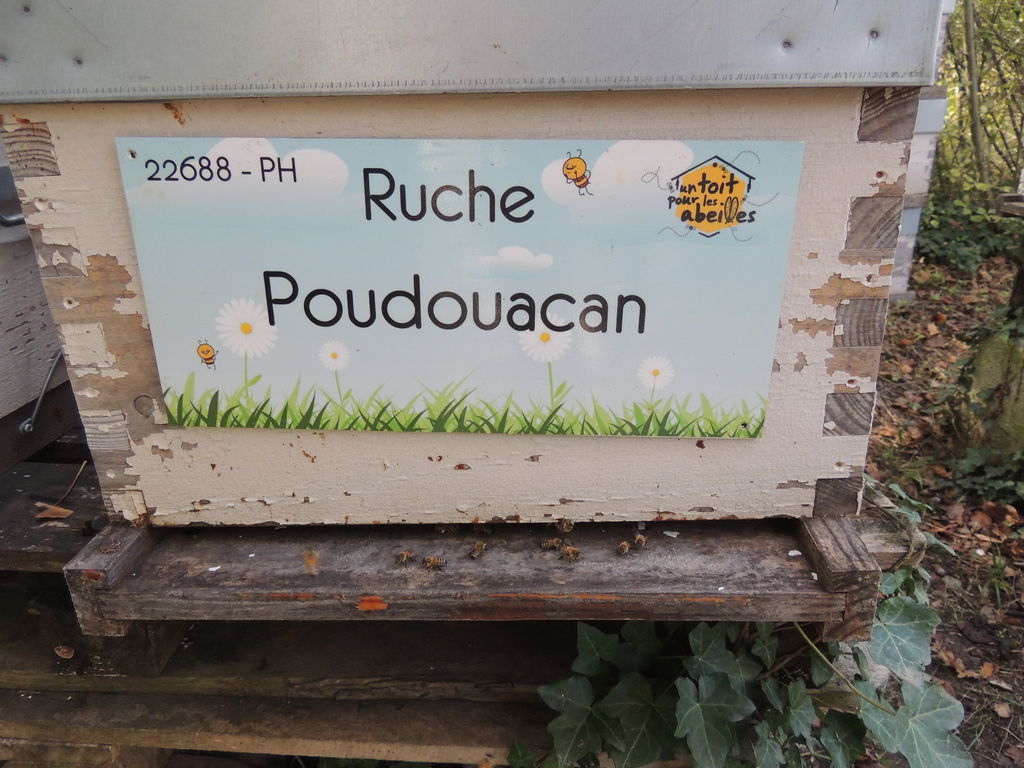 22688 - PH
Ruche
Poudouacan
un toit
pour les
abeilles